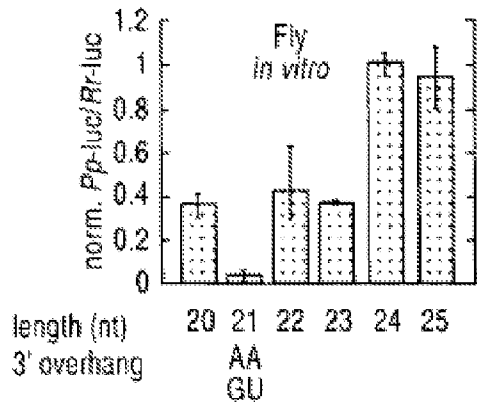 norm. Pp-luc/Rr-luc
1.2
1
0.8
0.6
0.4
0.2
0
Fly
in vitro
length (nt) 20 21 22 23 24 25
3' overhang AA
GU